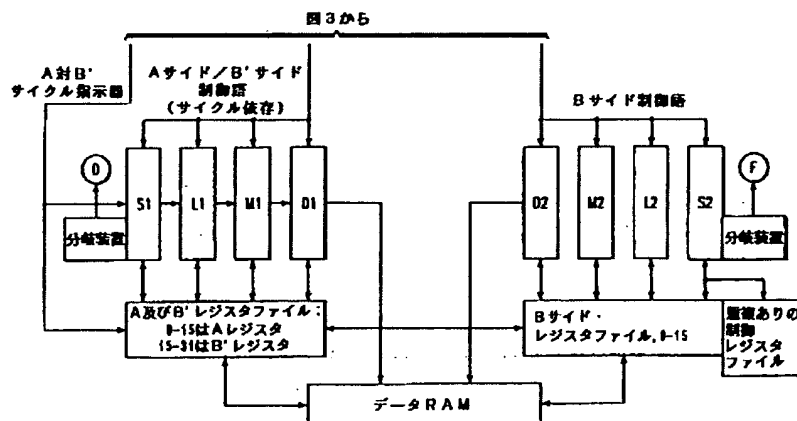 図3から
A対B'
サイクル指示器
Aサイド/B'サイド
制御語
(サイクル依存)
Bサイド制御語
D
F
S1
L1
M1
D1
D2
M2
L2
S2
分岐装置
分岐装置
A及びB'レジスタファイル:
0-15はAレジスタ
15-31はB'レジスタ
Bサイド・
レジスタファイル,0-15
ありの
制御
レジスタ
ファイル
データRAM